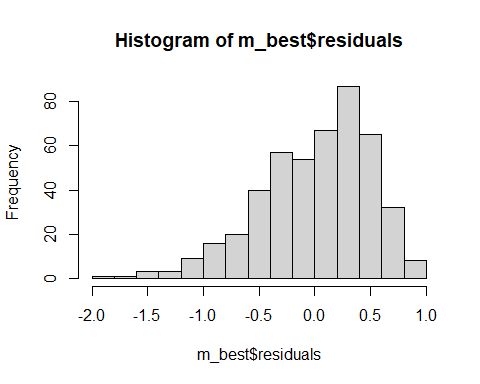 Histogram of m_best$residuals
Frequency
0 20 40 60 80
-2.0 -1.5 -1.0 -0.5 0.0 0.5 1.0
m_best$residuals